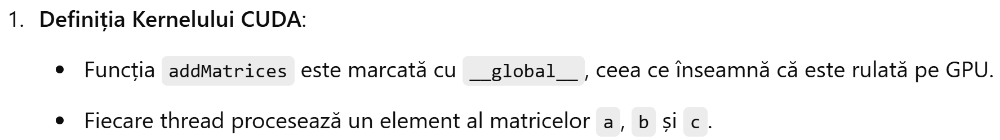 1. Definiția Kernelului CUDA:
• Funcția addMatrices este marcată cu __global__, ceea ce înseamnă că este rulată pe GPU.
• Fiecare thread procesează un element al matricelor a, b și c.